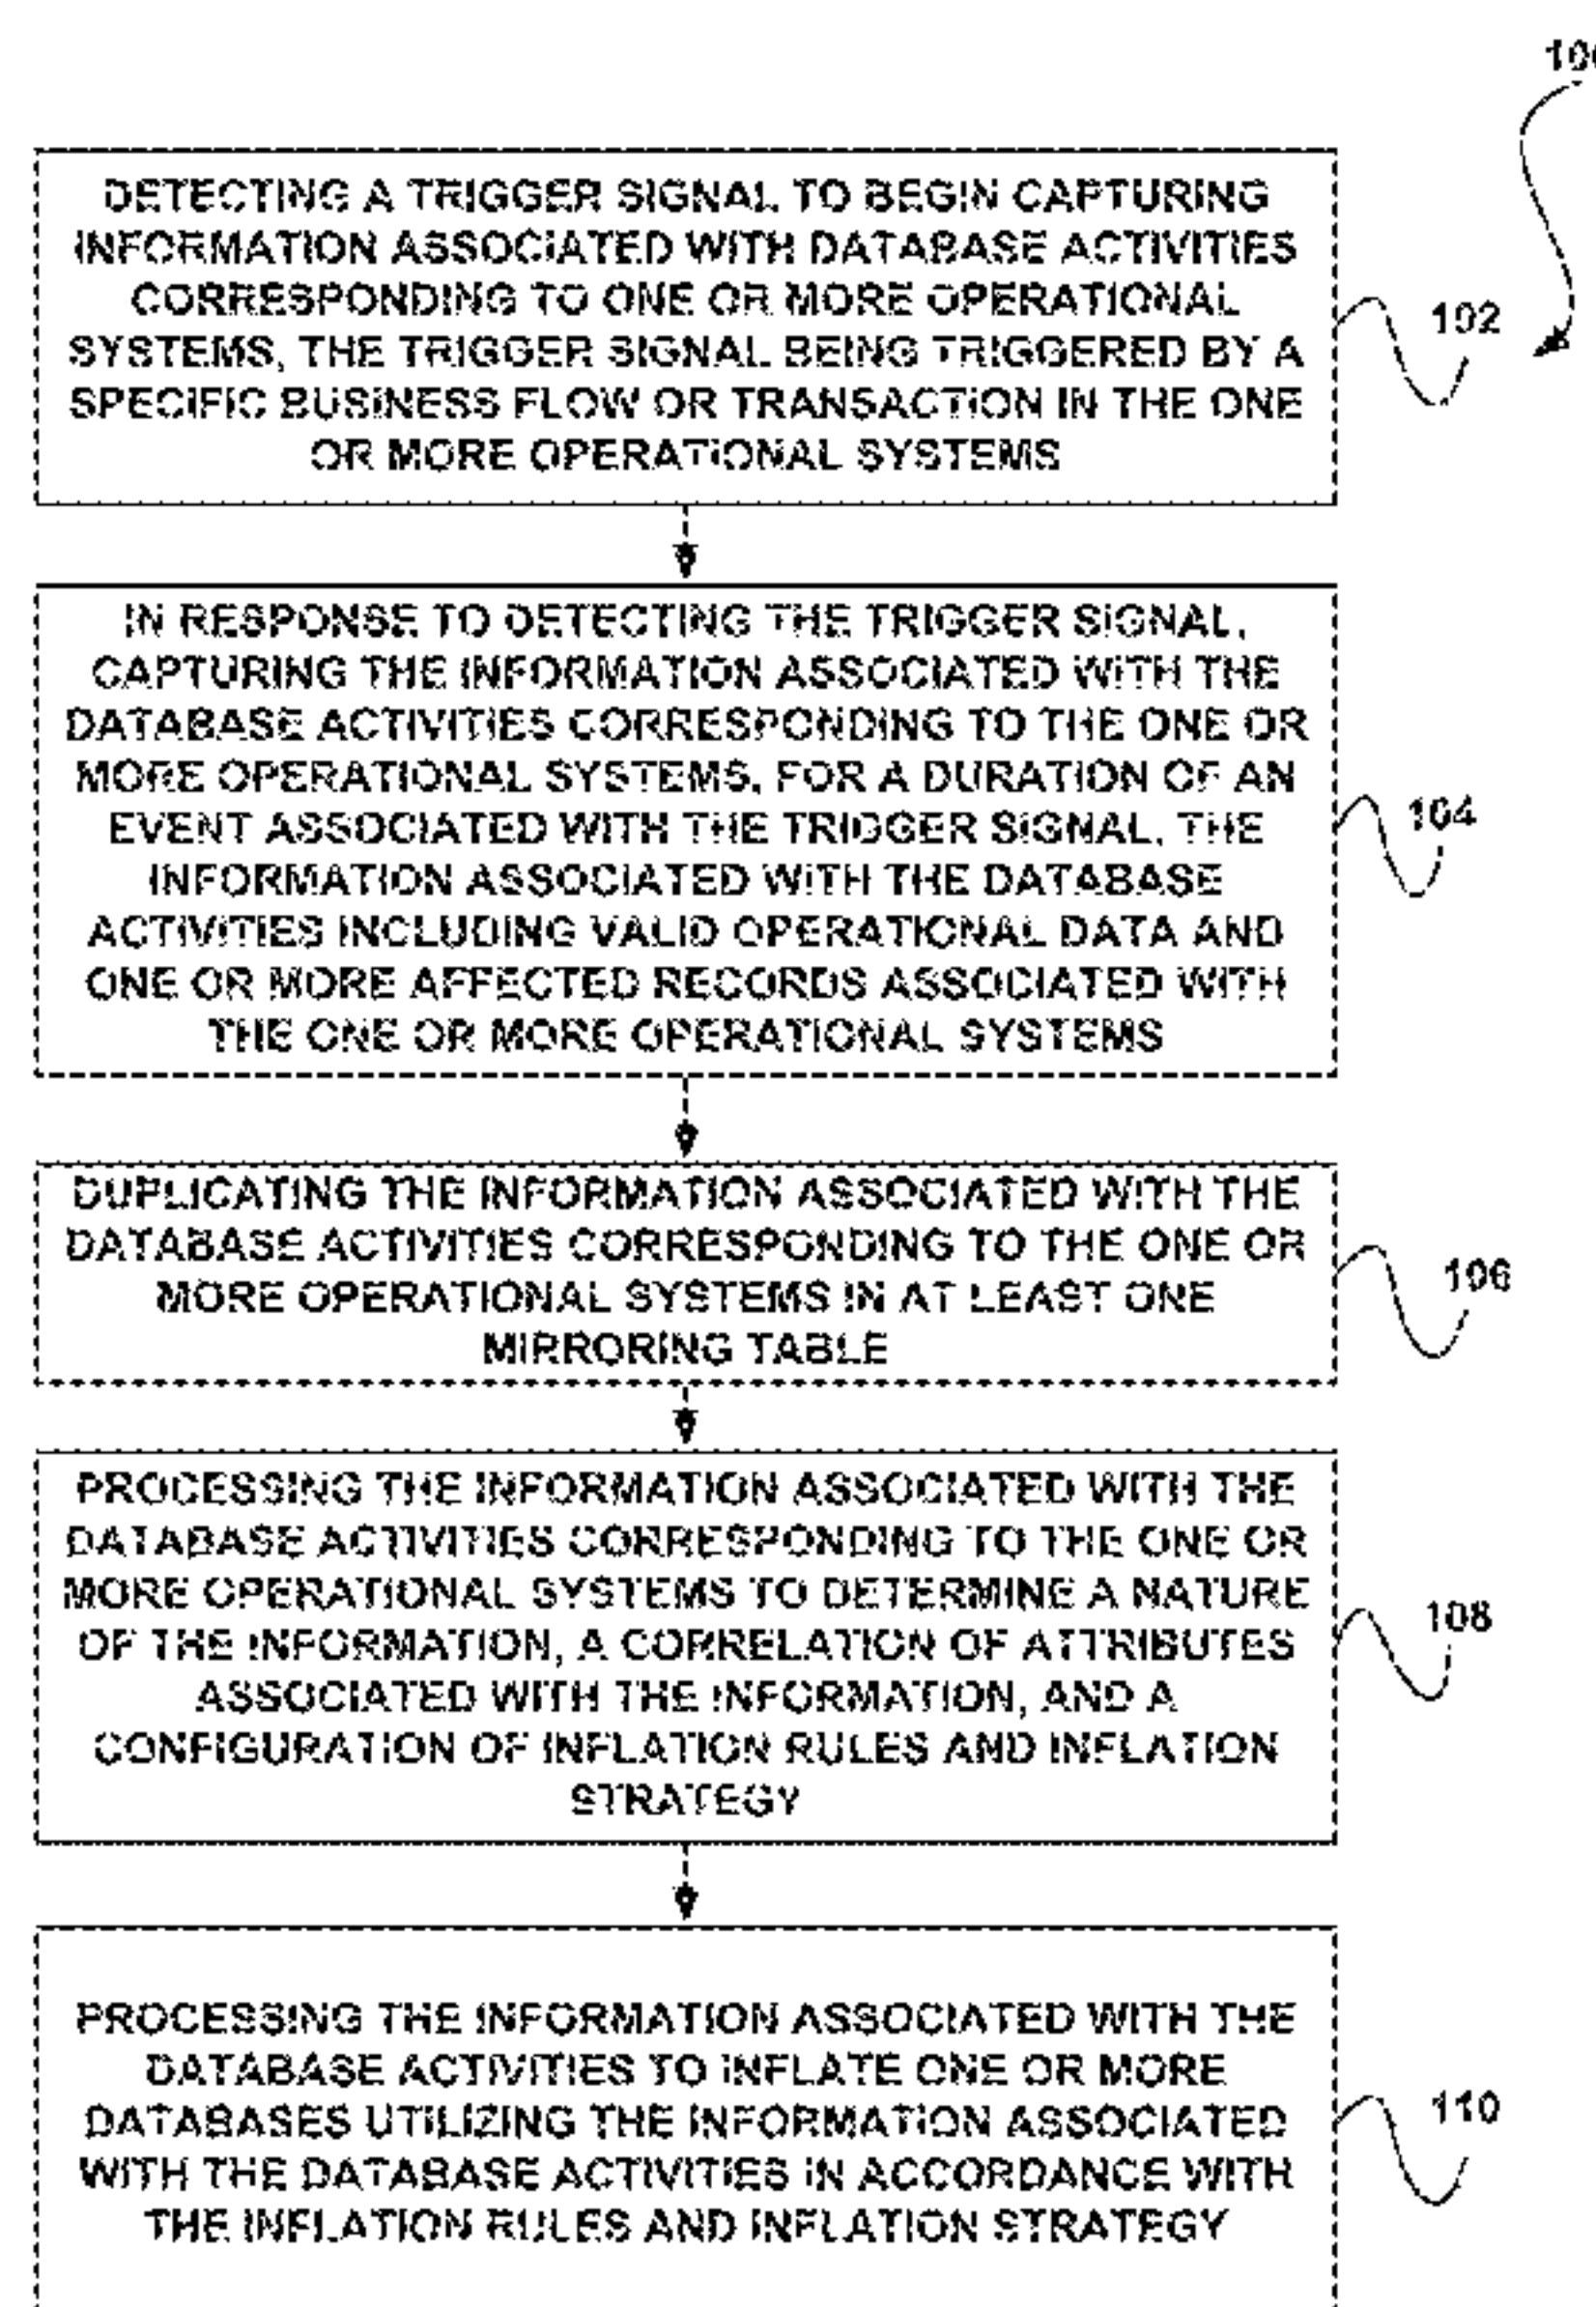 100
DETECTING A TRIGGER SIGNAL TO BEGIN CAPTURING
INFORMATION ASSOCIATED WITH DATABASE ACTIVITIES
CORRESPONDING TO ONE OR MORE OPERATIONAL
SYSTEMS, THE TRIGGER SIGNAL BEING TRIGGERED BY A
SPECIFIC BUSINESS FLOW OR TRANSACTION IN THE ONE
OR MORE OPERATIONAL SYSTEMS
102
IN RESPONSE TO DETECTING THE TRIGGER SIGNAL,
CAPTURING THE INFORMATION ASSOCIATED WITH THE
DATABASE ACTIVITIES CORRESPONDING TO THE ONE OR
MORE OPERATIONAL SYSTEMS, FOR A DURATION OF AN
EVENT ASSOCIATED WITH THE TRIGGER SIGNAL, THE
INFORMATION ASSOCIATED WITH THE DATABASE
ACTIVITIES INCLUDING VALID OPERATIONAL DATA AND
ONE OR MORE AFFECTED RECORDS ASSOCIATED WITH
THE ONE OR MORE OPERATIONAL SYSTEMS
104
DUPLICATING THE INFORMATION ASSOCIATED WITH THE
DATABASE ACTIVITIES CORRESPONDING TO THE ONE OR
MORE OPERATIONAL SYSTEMS IN AT LEAST ONE
MIRRORING TABLE
106
PROCESSING THE INFORMATION ASSOCIATED WITH THE
DATABASE ACTIVITIES CORRESPONDING TO THE ONE OR
MORE OPERATIONAL SYSTEMS TO DETERMINE A NATURE
OF THE INFORMATION, A CORRELATION OF ATTRIBUTES
ASSOCIATED WITH THE INFORMATION, AND A
CONFIGURATION OF INFLATION RULES AND INFLATION
STRATEGY
108
PROCESSING THE INFORMATION ASSOCIATED WITH THE
DATABASE ACTIVITIES TO INFLATE ONE OR MORE
DATABASES UTILIZING THE INFORMATION ASSOCIATED
WITH THE DATABASE ACTIVITIES IN ACCORDANCE WITH
THE INFLATION RULES AND INFLATION STRATEGY
110